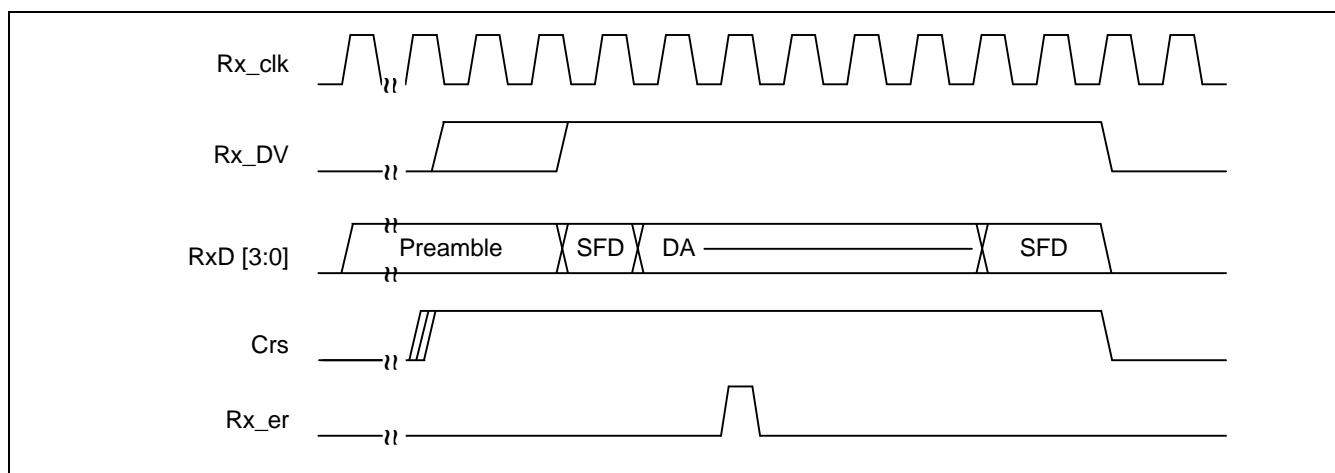 Rx_clk
Rx_DV
RxD [3:0]
Preamble
SFD
DA
SFD
Crs
Rx_er